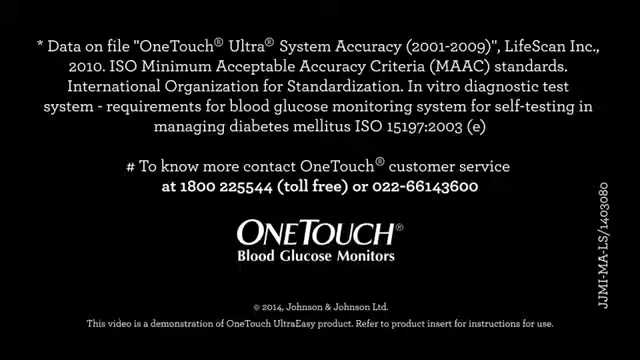 * Data on file "OneTouch® Ultra® System Accuracy (2001-2009)", LifeScan Inc.,
2010. ISO Minimum Acceptable Accuracy Criteria (MAAC) standards.
International Organization for Standardization. In vitro diagnostic test
system - requirements for blood glucose monitoring system for self-testing in
managing diabetes mellitus ISO 15197:2003 (e)
# To know more contact OneTouch® customer service
at 1800 225544 (toll free) or 022-66143600
ONETOUCH®
Blood Glucose Monitors
© 2014, Johnson & Johnson Ltd.
This video is a demonstration of OneTouch UltraEasy product. Refer to product insert for instructions for use.
JJMI-MA-LS/1403080